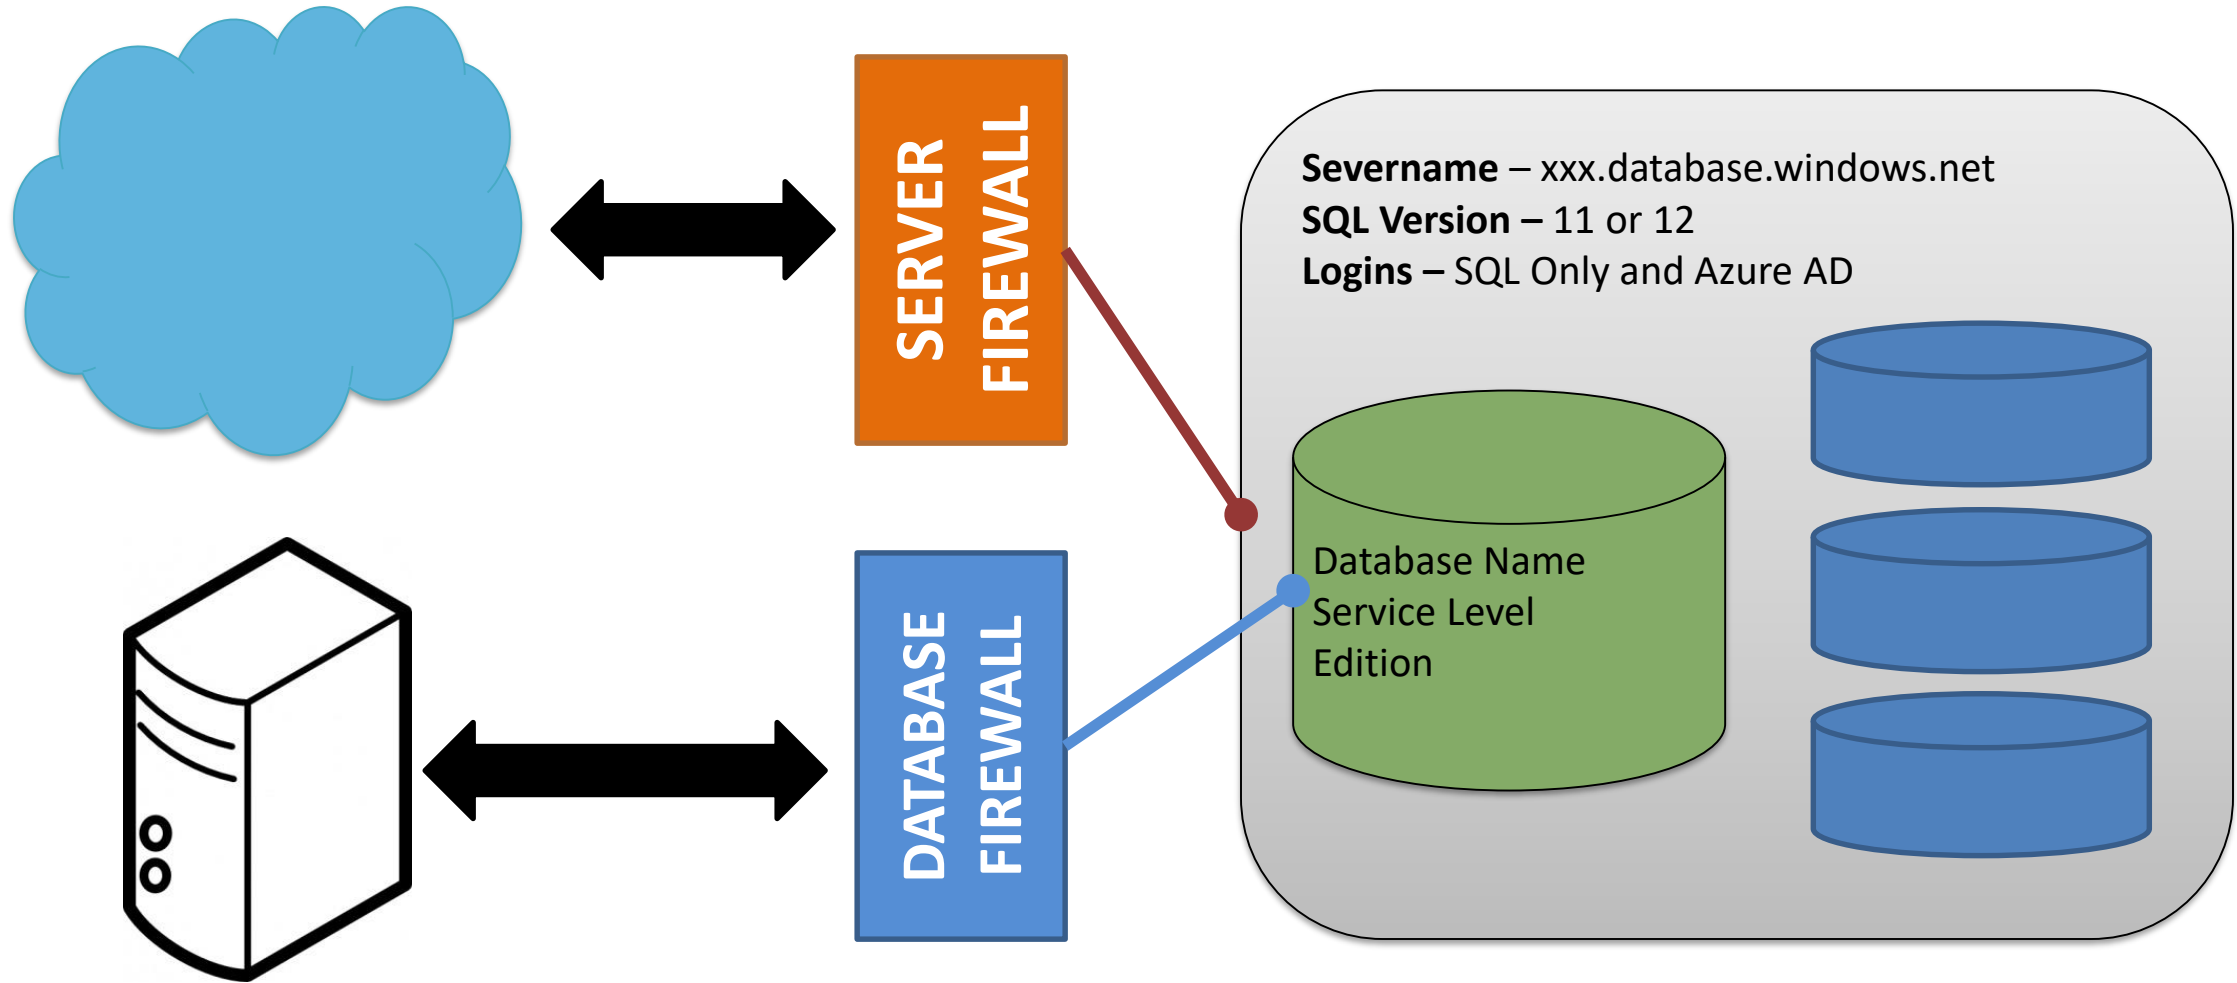 SERVER
FIREWALL
Severname – xxx.database.windows.net
SQL Version – 11 or 12
Logins – SQL Only and Azure AD
DATABASE
FIREWALL
Database Name
Service Level
Edition